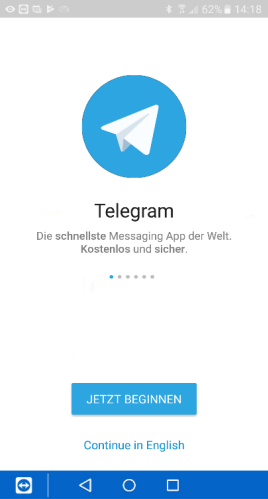 62% 14:18
Telegram
Die schnellste Messaging App der Welt.
Kostenlos und sicher.
JETZT BEGINNEN
Continue in English